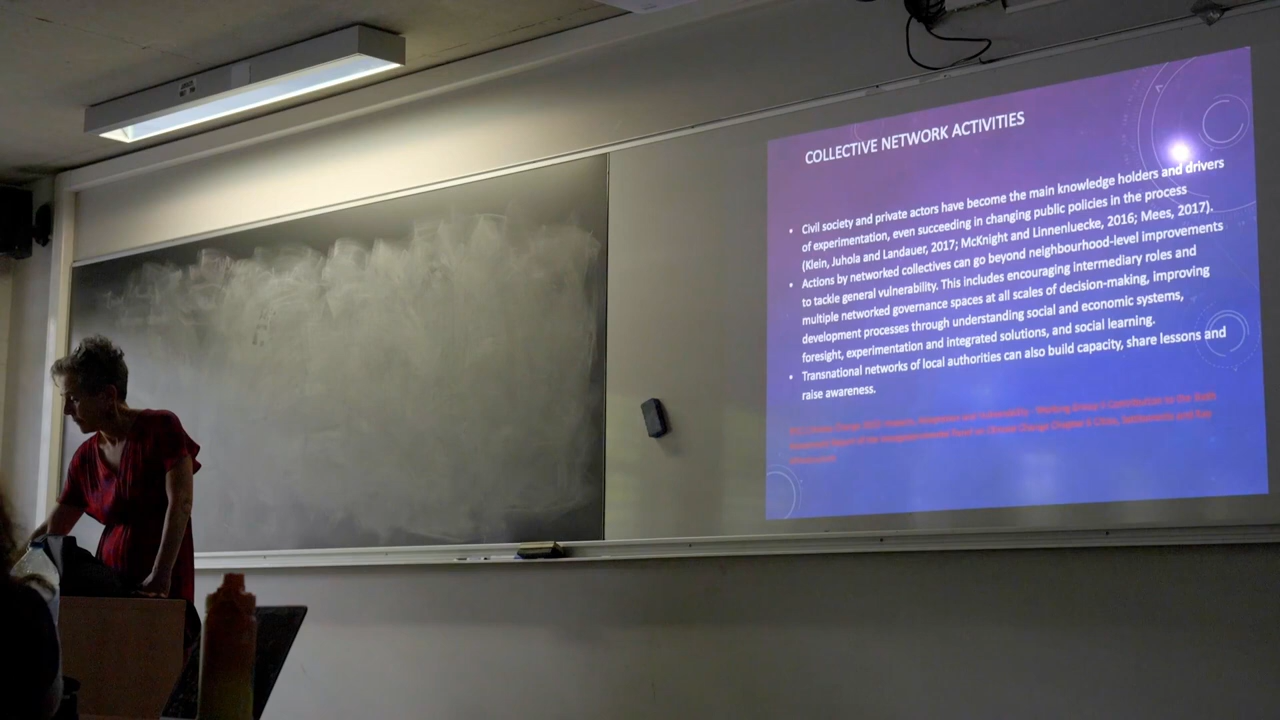 COLLECTIVE NETWORK ACTIVITIES
• Civil society and private actors have become the main knowledge holders and drivers
of experimentation, even succeeding in changing public policies in the process
(Klein, Juhola and Landauer, 2017; McKnight and Linnenluecke, 2016; Mees, 2017).
• Actions by networked collectives can go beyond neighbourhood-level improvements
to tackle general vulnerability. This includes encouraging intermediary roles and
multiple networked governance spaces at all scales of decision-making, improving
development processes through understanding social and economic systems,
foresight, experimentation and integrated solutions, and social learning.
• Transnational networks of local authorities can also build capacity, share lessons and
raise awareness.